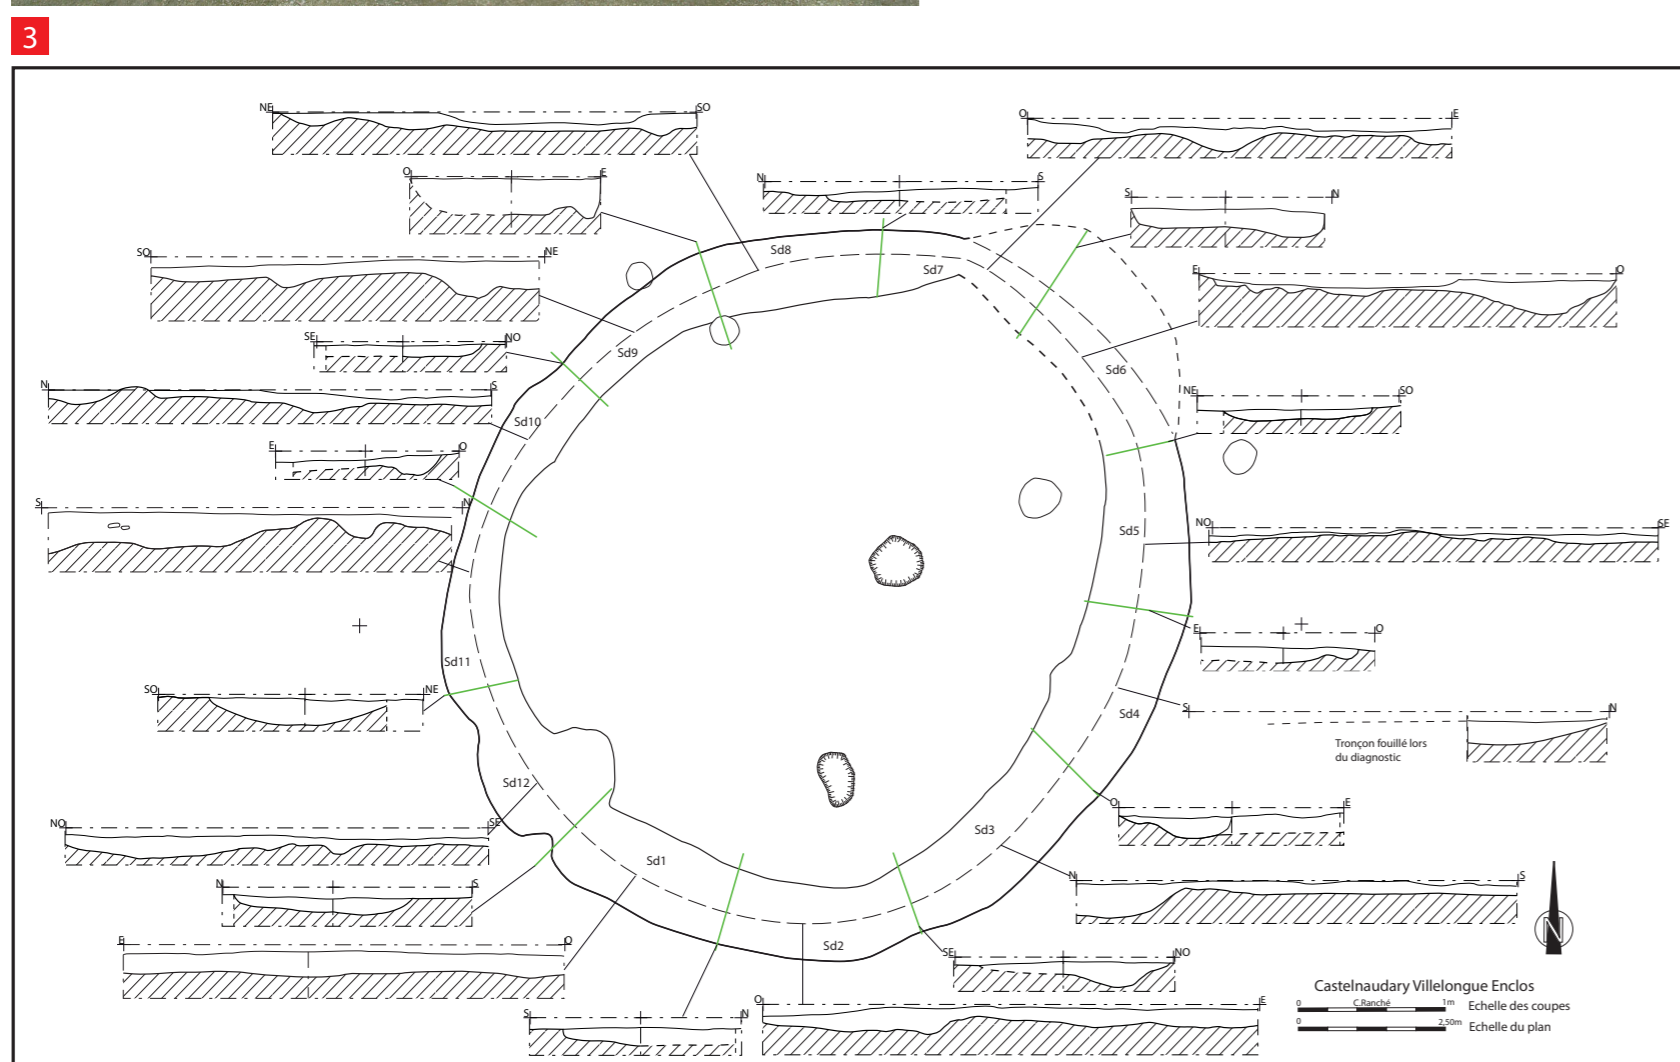 3
NE SO
O E
O E
N S
S N
SO NE
E O
SE NO
N S
NE SO
E O
S N
NO SE
E O
SO NE
S N
Tronçon fouillé lors
du diagnostic
O E
NO SE
N S
N S
E O
SE NO
S N
O E
Sd8
Sd7
Sd9
Sd6
Sd10
Sd5
Sd11
Sd4
Sd12
Sd3
Sd1
Sd2
N
Castelnaudary Villelongue Enclos
0 C.Ranché 1m Echelle des coupes
0 2,50m Echelle du plan